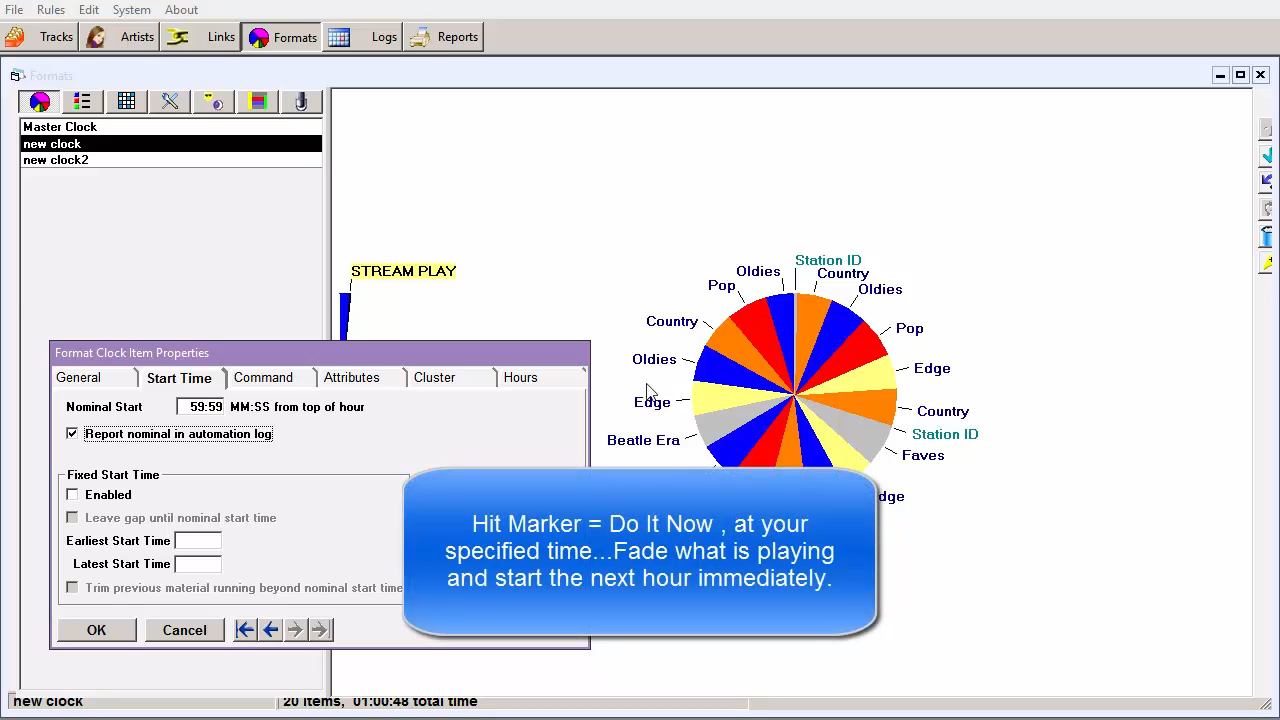 File Rules Edit System About
Tracks Artists Links Formats Logs Reports
Formats
Master Clock
new clock
new clock2
STREAM PLAY
Station ID
Oldies
Country
Pop
Oldies
Country
Pop
Oldies
Edge
Edge
Country
Beatle Era
Station ID
Faves
dge
Format Clock Item Properties
General Start Time Command Attributes Cluster Hours
Nominal Start 59:59 MM:SS from top of hour
Report nominal in automation log
Fixed Start Time
Enabled
Leave gap until nominal start time
Earliest Start Time
Latest Start Time
Trim previous material running beyond nominal start time
OK Cancel
Hit Marker = Do It Now , at your
specified time...Fade what is playing
and start the next hour immediately.
new clock 20 items, 01:00:48 total time